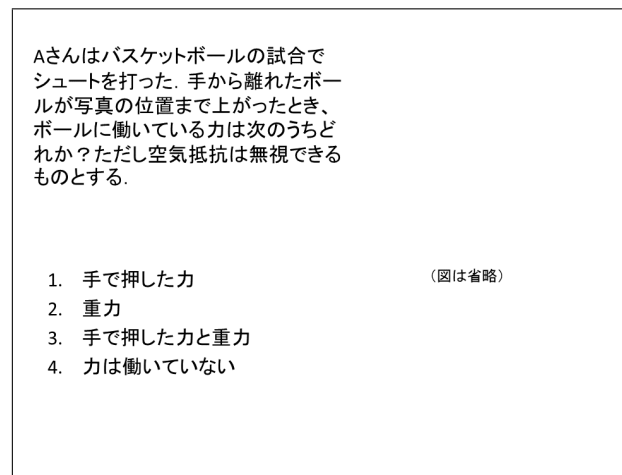 Aさんはバスケットボールの試合で
シュートを打った. 手から離れたボー
ルが写真の位置まで上がったとき、
ボールに働いている力は次のうちど
れか？ただし空気抵抗は無視できる
ものとする.
1. 手で押した力
（図は省略）
2. 重力
3. 手で押した力と重力
4. 力は働いていない